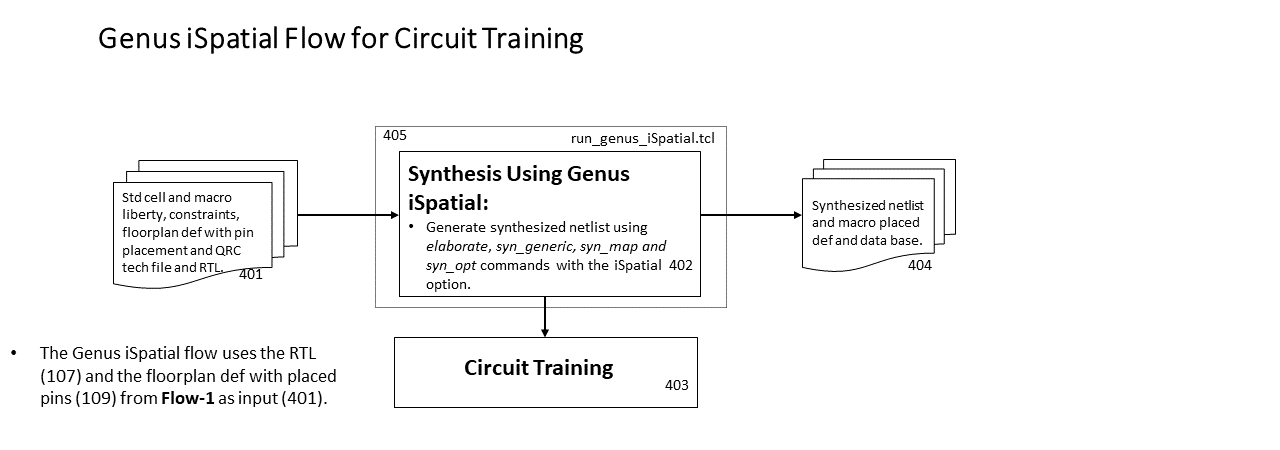 Genus iSpatial Flow for Circuit Training
405
run_genus_iSpatial.tcl
Std cell and macro
liberty, constraints,
floorplan def with pin
placement and QRC
tech file and RTL.
401
Synthesis Using Genus
iSpatial:
• Generate synthesized netlist using
elaborate, syn_generic, syn_map and
syn_opt commands with the iSpatial 402
option.
Synthesized netlist
and macro placed
def and data base.
404
• The Genus iSpatial flow uses the RTL
(107) and the floorplan def with placed
pins (109) from Flow-1 as input (401).
Circuit Training
403